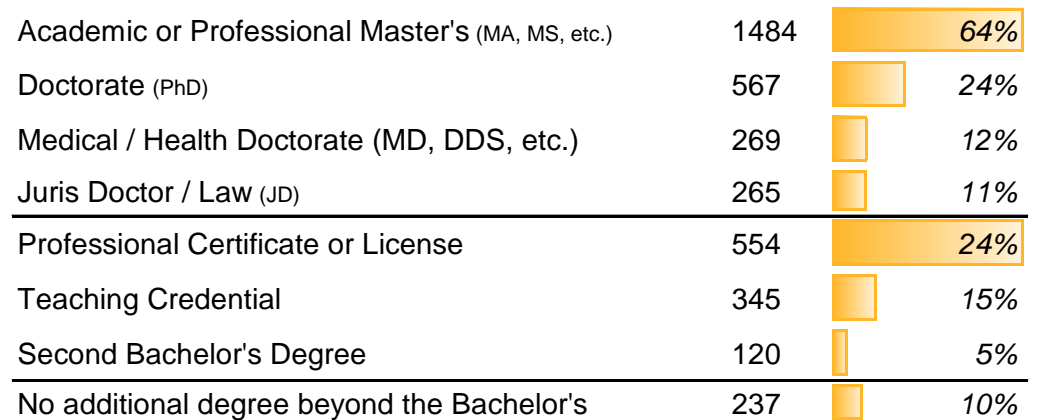 Academic or Professional Master's (MA, MS, etc.) 1484 64%
Doctorate (PhD) 567 24%
Medical / Health Doctorate (MD, DDS, etc.) 269 12%
Juris Doctor / Law (JD) 265 11%
Professional Certificate or License 554 24%
Teaching Credential 345 15%
Second Bachelor's Degree 120 5%
No additional degree beyond the Bachelor's 237 10%